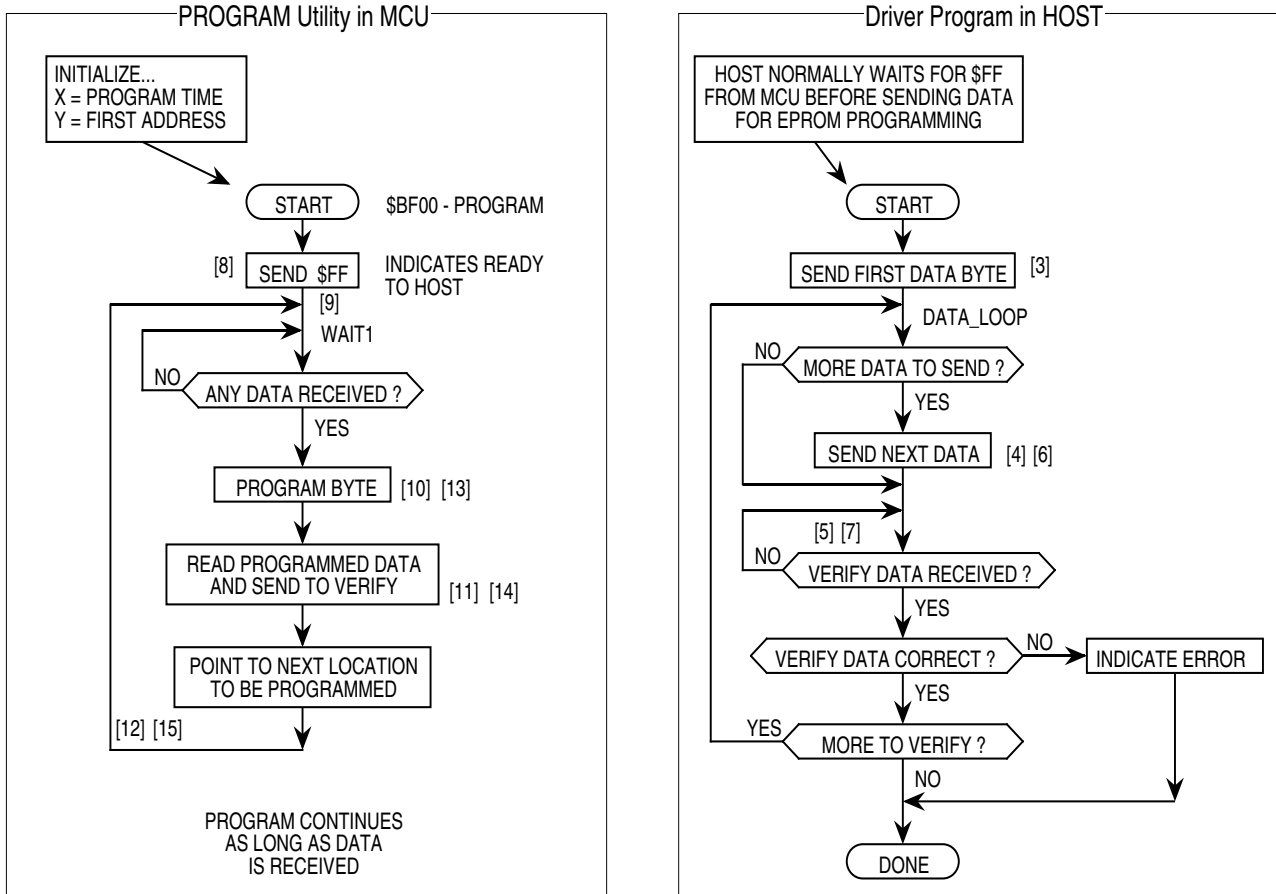 PROGRAM Utility in MCU
INITIALIZE...
X = PROGRAM TIME
Y = FIRST ADDRESS
START
$BF00 - PROGRAM
[8]
SEND $FF
INDICATES READY
TO HOST
[9]
WAIT1
NO
ANY DATA RECEIVED ?
YES
PROGRAM BYTE
[10] [13]
READ PROGRAMMED DATA
AND SEND TO VERIFY
[11] [14]
POINT TO NEXT LOCATION
TO BE PROGRAMMED
[12] [15]
PROGRAM CONTINUES
AS LONG AS DATA
IS RECEIVED
Driver Program in HOST
HOST NORMALLY WAITS FOR $FF
FROM MCU BEFORE SENDING DATA
FOR EPROM PROGRAMMING
START
SEND FIRST DATA BYTE
[3]
DATA_LOOP
NO
MORE DATA TO SEND ?
YES
SEND NEXT DATA
[4] [6]
[5] [7]
NO
VERIFY DATA RECEIVED ?
YES
VERIFY DATA CORRECT ?
NO
INDICATE ERROR
YES
YES
MORE TO VERIFY ?
NO
DONE